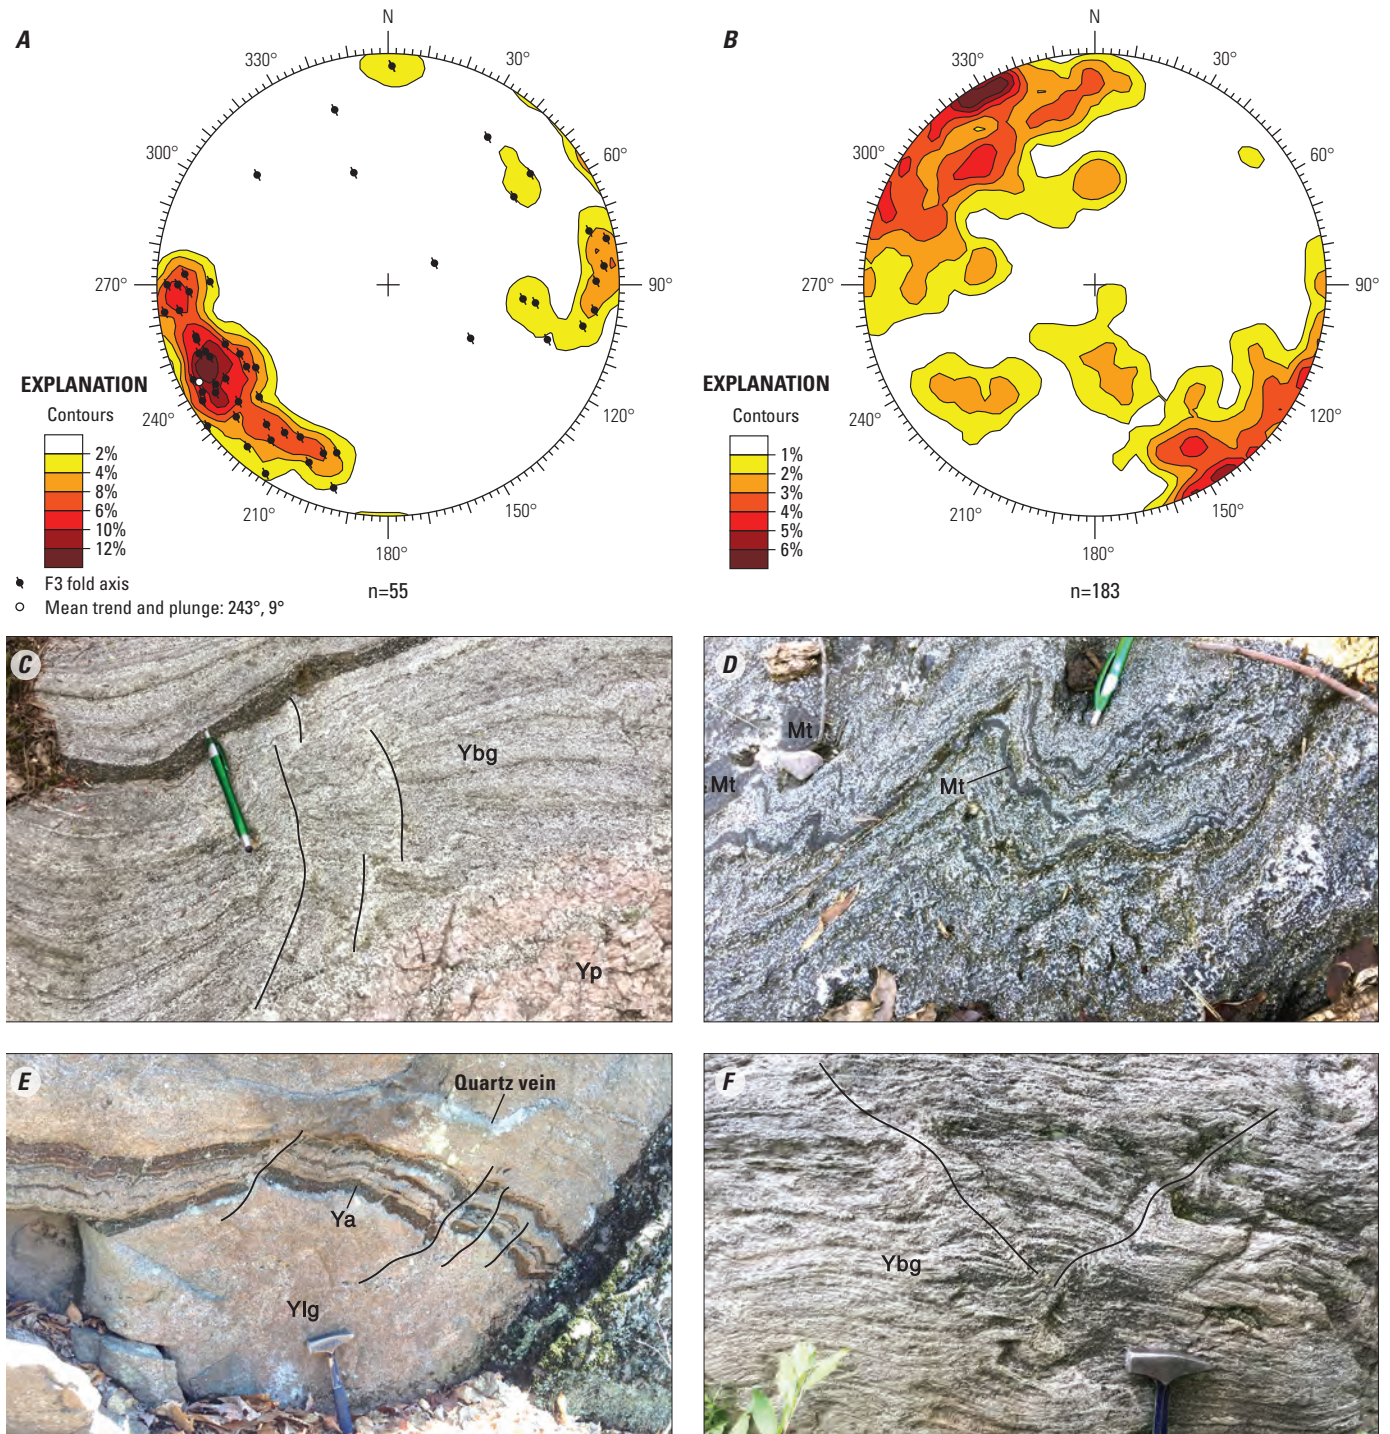 A
N
30°
60°
90°
120°
150°
180°
210°
240°
270°
300°
330°
EXPLANATION
Contours
2%
4%
8%
6%
10%
12%
F3 fold axis
Mean trend and plunge: 243°, 9°
n=55
B
N
30°
60°
90°
120°
150°
180°
210°
240°
270°
300°
330°
EXPLANATION
Contours
1%
2%
3%
4%
5%
6%
n=183
C
Ybg
Yp
D
Mt
Mt
Mt
E
Quartz vein
Ya
Ylg
F
Ybg